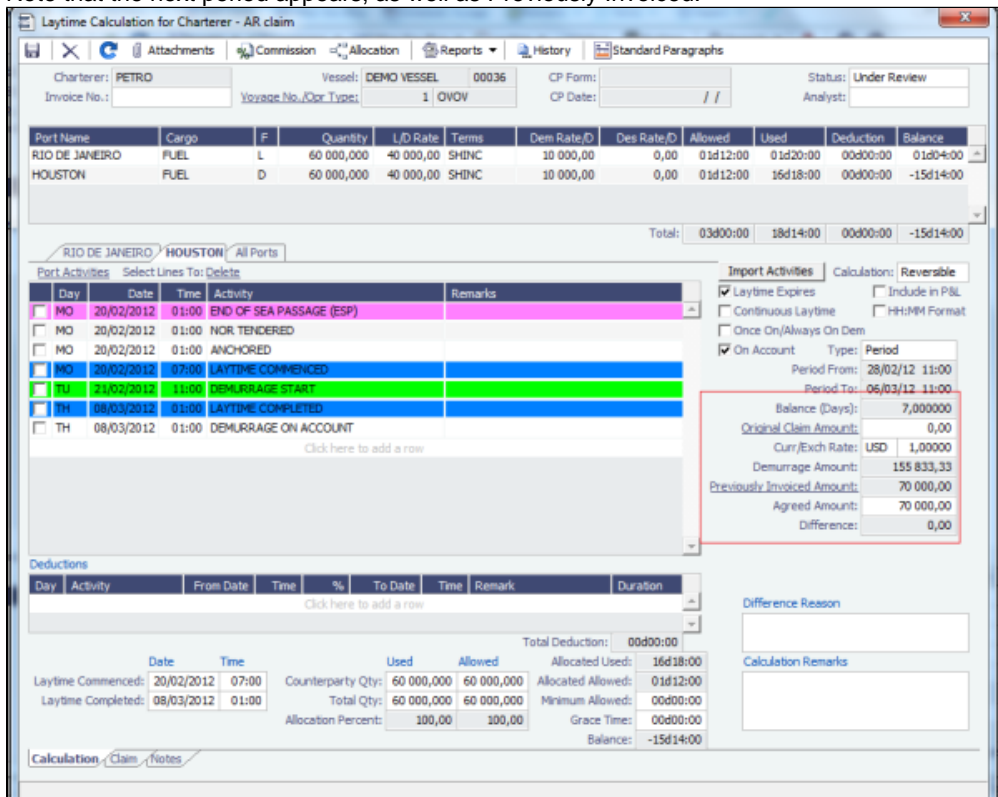 Note that the next period appears, as well as Previously Invoiced.
Laytime Calculation for Charterer - AR claim
Attachments Commission Allocation Reports History Standard Paragraphs
Charterer: PETRO Vessel: DEMO VESSEL 00036 CP Form: Status: Under Review
Invoice No.: Voyage No./Opr Type: 1 OVOV CP Date: / / Analyst:
Port Name Cargo F Quantity L/D Rate Terms Dem Rate/D Des Rate/D Allowed Used Deduction Balance
RIO DE JANEIRO FUEL L 60 000,000 40 000,00 SHINC 10 000,00 0,00 01d12:00 01d20:00 00d00:00 01d04:00
HOUSTON FUEL D 60 000,000 40 000,00 SHINC 10 000,00 0,00 01d12:00 16d18:00 00d00:00 -15d14:00
Total: 03d00:00 18d14:00 00d00:00 -15d14:00
RIO DE JANEIRO HOUSTON All Ports
Port Activities Select Lines To: Delete Import Activities Calculation: Reversible
Day Date Time Activity Remarks Laytime Expires Include in P&L
MO 20/02/2012 01:00 END OF SEA PASSAGE (ESP) Continuous Laytime HH:MM Format
MO 20/02/2012 01:00 NOR TENDERED Once On/Always On Dem
MO 20/02/2012 01:00 ANCHORED On Account Type: Period
MO 20/02/2012 07:00 LAYTIME COMMENCED Period From: 28/02/12 11:00
TU 21/02/2012 11:00 DEMURRAGE START Period To: 06/03/12 11:00
TH 08/03/2012 01:00 LAYTIME COMPLETED Balance (Days): 7,000000
TH 08/03/2012 01:00 DEMURRAGE ON ACCOUNT Original Claim Amount: 0,00
Click here to add a row Curr/Exch Rate: USD 1,00000
Demurrage Amount: 155 833,33
Previously Invoiced Amount: 70 000,00
Agreed Amount: 70 000,00
Difference: 0,00
Deductions
Day Activity From Date Time % To Date Time Remark Duration
Click here to add a row Difference Reason
Total Deduction: 00d00:00
Date Time Used Allowed Allocated Used: 16d18:00 Calculation Remarks
Laytime Commenced: 20/02/2012 07:00 Counterparty Qty: 60 000,000 60 000,000 Allocated Allowed: 01d12:00
Laytime Completed: 08/03/2012 01:00 Total Qty: 60 000,000 60 000,000 Minimum Allowed: 00d00:00
Allocation Percent: 100,00 100,00 Grace Time: 00d00:00
Balance: -15d14:00
Calculation Claim Notes